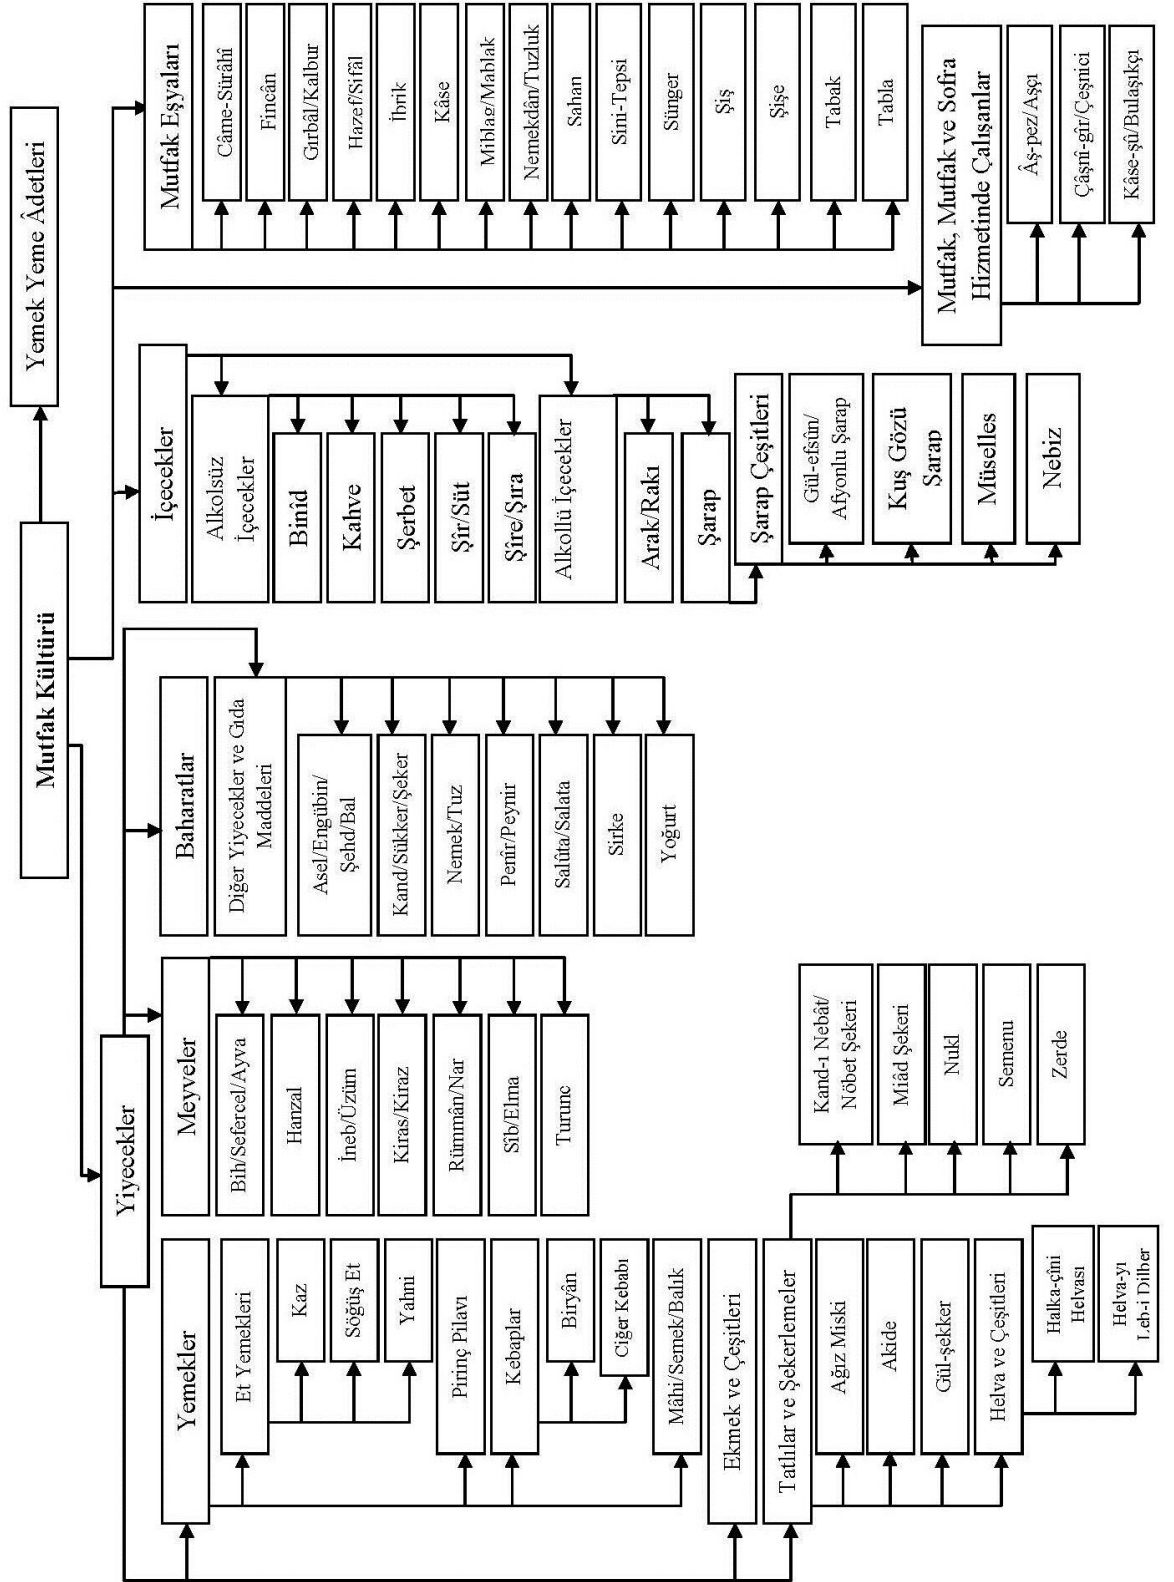 Mutfak Kültürü
Yemek Yeme Âdetleri
Yiyecekler
Yemekler
Et Yemekleri
Kaz
Söğüş Et
Yahni
Pirinç Pilavı
Kebaplar
Biryân
Ciğer Kebabı
Mâhi/Semek/Balık
Ekmek ve Çeşitleri
Tatlılar ve Şekerlemeler
Ağız Miski
Akide
Gül-şekker
Helva ve Çeşitleri
Halka-çîni
Helvası
Helva-yı
Leb-i Dilber
Kand-ı Nebât/
Nöbet Şekeri
Miâd Şekeri
Nukl
Semenu
Zerde
Meyveler
Bih/Sefercel/Ayva
Hanzal
İneb/Üzüm
Kiras/Kiraz
Rümmân/Nar
Sîb/Elma
Turunc
Baharatlar
Diğer Yiyecekler ve Gıda
Maddeleri
Asel/Engübin/
Şehd/Bal
Kand/Sükker/Şeker
Nemek/Tuz
Penîr/Peynir
Salûta/Salata
Sirke
Yoğurt
İçecekler
Alkolsüz
İçecekler
Binîd
Kahve
Şerbet
Şîr/Süt
Şîre/Şıra
Alkollü İçecekler
Arak/Rakı
Şarap
Şarap Çeşitleri
Gül-efsûn/
Afyonlu Şarap
Kuş Gözü
Şarap
Müselles
Nebiz
Mutfak Eşyaları
Câme-Sürâhî
Fincân
Gırbâl/Kalbur
Hazef/Sifâl
İbrik
Kâse
Miblag/Mablak
Nemekdân/Tuzluk
Sahan
Sini-Tepsi
Sünger
Şiş
Şişe
Tabak
Tabla
Mutfak, Mutfak ve Sofra
Hizmetinde Çalışanlar
Âş-pez/Aşçı
Çâşnî-gîr/Çeşnici
Kâse-şû/Bulaşıkçı